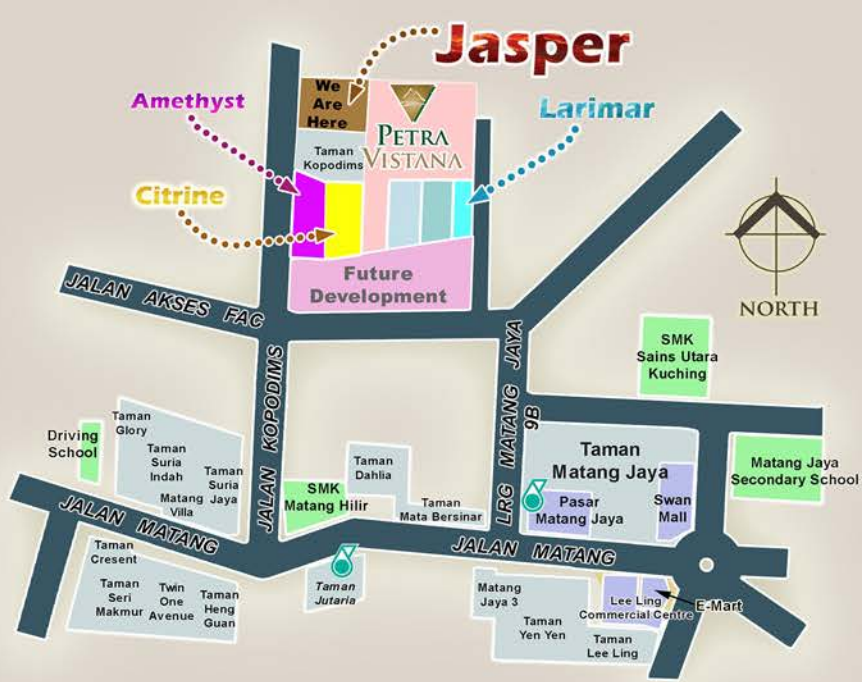 Jasper
We
Are
Here
Amethyst
PETRA
VISTANA
Larimar
Taman
Kopodims
Citrine
Future
Development
JALAN AKSES FAC
NORTH
SMK
Sains Utara
Kuching
JALAN KOPODIMS
LRG MATANG JAYA
9B
Driving
School
Taman
Glory
Taman
Suria
Indah
Taman
Suria
Jaya
Matang
Villa
SMK
Matang Hilir
Taman
Dahlia
Taman
Mata Bersinar
Taman
Matang Jaya
Pasar
Matang Jaya
Swan
Mall
Matang Jaya
Secondary School
JALAN MATANG
JALAN MATANG
Taman
Cresent
Taman
Seri
Makmur
Twin
One
Avenue
Taman
Heng
Guan
Taman
Jutaria
Matang
Jaya 3
Taman
Yen Yen
Lee Ling
Commercial Centre
E-Mart
Taman
Lee Ling